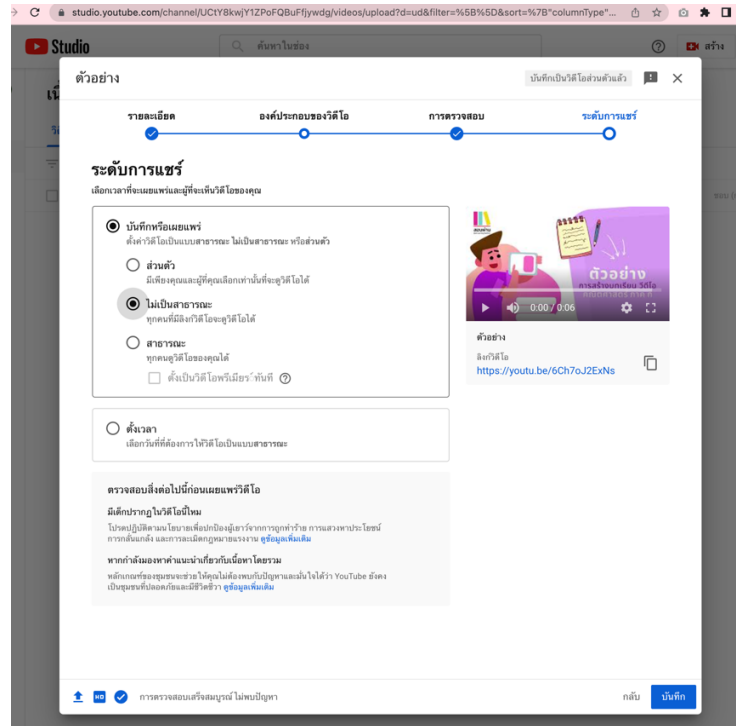 studio.youtube.com/channel/UCtY8kwjY1ZPoFQBuFfjywdg/videos/upload?d=ud&filter=%5B%5D&sort=%7B"columnType"...
Studio
ค้นหาในช่อง
สร้าง
ตัวอย่าง
บันทึกเป็นวิดีโอส่วนตัวแล้ว
รายละเอียด
องค์ประกอบของวิดีโอ
การตรวจสอบ
ระดับการแชร์
ระดับการแชร์
เลือกเวลาที่จะเผยแพร่และผู้ที่จะเห็นวิดีโอของคุณ
บันทึกหรือเผยแพร่
ตั้งค่าวิดีโอเป็นแบบสาธารณะ ไม่เป็นสาธารณะ หรือส่วนตัว
ส่วนตัว
มีเพียงคุณและผู้ที่คุณเลือกเท่านั้นที่จะดูวิดีโอได้
ไม่เป็นสาธารณะ
ทุกคนที่มีลิงก์วิดีโอจะดูวิดีโอได้
สาธารณะ
ทุกคนดูวิดีโอของคุณได้
ตั้งเป็นวิดีโอพรีเมียร์ทันที
ตัวอย่าง
การสร้างบทเรียน วิดีโอ
0:00 / 0:06
ตัวอย่าง
ลิงก์วิดีโอ
https://youtu.be/6Ch7oJ2ExNs
ตั้งเวลา
เลือกวันที่ที่ต้องการให้วิดีโอเป็นแบบสาธารณะ
ตรวจสอบสิ่งต่อไปนี้ก่อนเผยแพร่วิดีโอ
มีเด็กปรากฏในวิดีโอนี้ไหม
โปรดปฏิบัติตามนโยบายเพื่อปกป้องผู้เยาว์จากการถูกทำร้าย การแสวงหาประโยชน์
การกลั่นแกล้ง และการละเมิดกฎหมายแรงงาน ดูข้อมูลเพิ่มเติม
หากกำลังมองหาคำแนะนำเกี่ยวกับเนื้อหาโดยรวม
หลักเกณฑ์ของชุมชนจะช่วยให้คุณไม่ต้องพบกับปัญหาและมั่นใจได้ว่า YouTube ยังคง
เป็นชุมชนที่ปลอดภัยและมีชีวิตชีวา ดูข้อมูลเพิ่มเติม
HD
การตรวจสอบเสร็จสมบูรณ์ ไม่พบปัญหา
กลับ
บันทึก